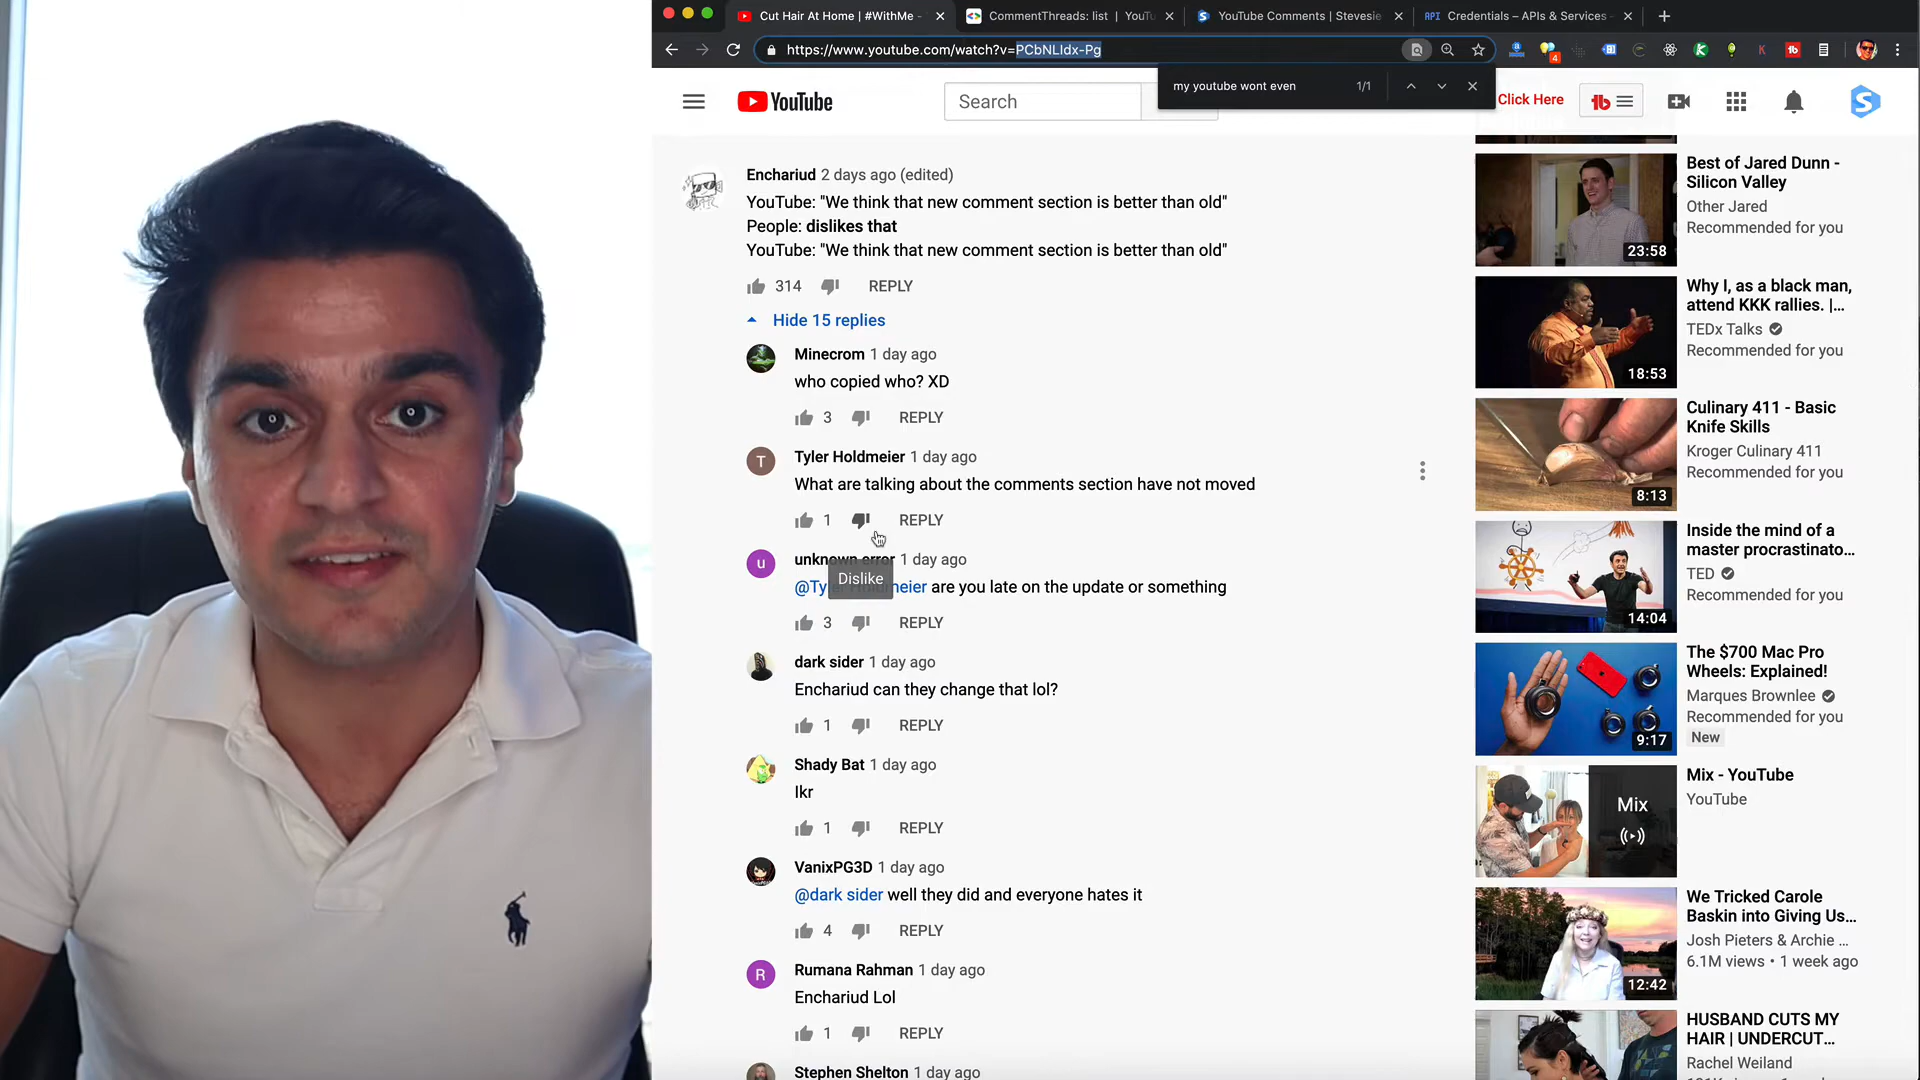 Cut Hair At Home | #WithMe -
CommentThreads: list | YouTu
YouTube Comments | Stevesie
API Credentials – APIs & Services -
https://www.youtube.com/watch?v=PCbNLIdx-Pg
4
my youtube wont even 1/1
YouTube
Search
Click Here
tb
Enchariud 2 days ago (edited)
YouTube: "We think that new comment section is better than old"
People: dislikes that
YouTube: "We think that new comment section is better than old"
314 REPLY
Hide 15 replies
Minecrom 1 day ago
who copied who? XD
3 REPLY
T
Tyler Holdmeier 1 day ago
What are talking about the comments section have not moved
1 REPLY
u
unknown error 1 day ago
Dislike
are you late on the update or something
3 REPLY
dark sider 1 day ago
Enchariud can they change that lol?
1 REPLY
Shady Bat 1 day ago
Ikr
1 REPLY
VanixPG3D 1 day ago
@dark sider well they did and everyone hates it
4 REPLY
R
Rumana Rahman 1 day ago
Enchariud Lol
1 REPLY
Stephen Shelton 1 day ago
23:58
Best of Jared Dunn -
Silicon Valley
Other Jared
Recommended for you
18:53
Why I, as a black man,
attend KKK rallies. |...
TEDx Talks
Recommended for you
8:13
Culinary 411 - Basic
Knife Skills
Kroger Culinary 411
Recommended for you
14:04
Inside the mind of a
master procrastinato...
TED
Recommended for you
9:17
The $700 Mac Pro
Wheels: Explained!
Marques Brownlee
Recommended for you
New
Mix
Mix - YouTube
YouTube
12:42
We Tricked Carole
Baskin into Giving Us...
Josh Pieters & Archie ...
6.1M views • 1 week ago
HUSBAND CUTS MY
HAIR | UNDERCUT...
Rachel Weiland